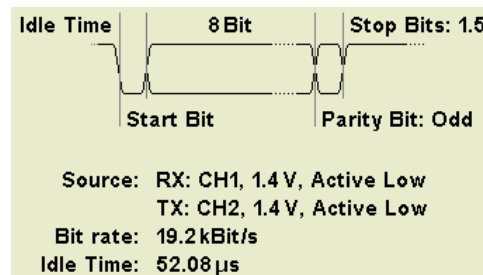 Idle Time 8 Bit Stop Bits: 1.5
Start Bit Parity Bit: Odd
Source: RX: CH1, 1.4 V, Active Low
TX: CH2, 1.4 V, Active Low
Bit rate: 19.2 kBit/s
Idle Time: 52.08 µs